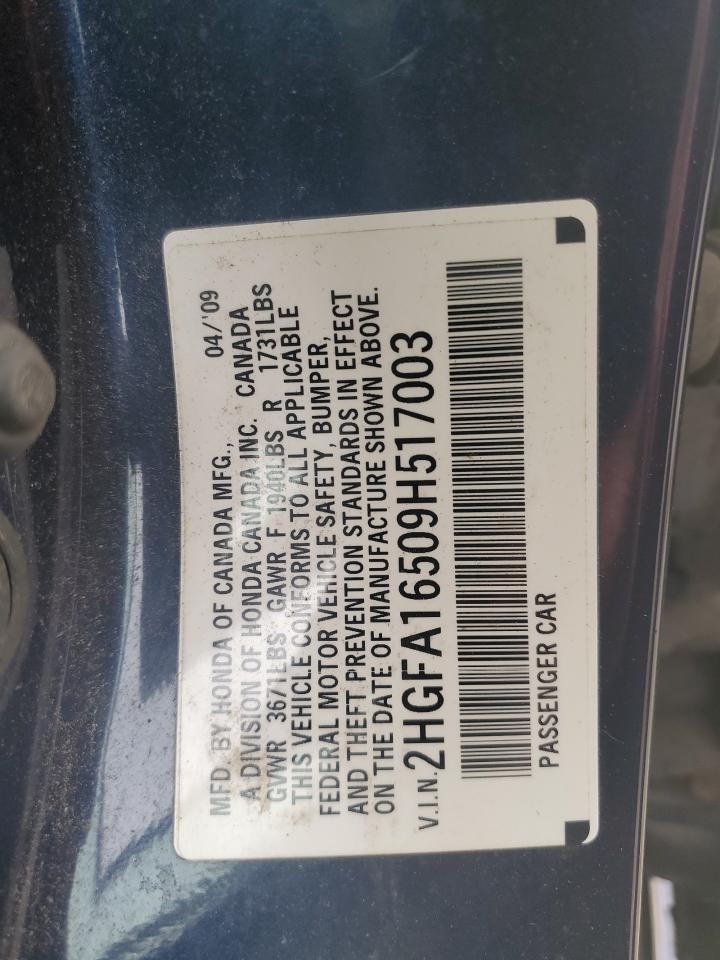 MFD. BY HONDA OF CANADA MFG., 04/'09
A DIVISION OF HONDA CANADA INC. CANADA
GVWR 3671LBS GAWR F 1940LBS R 1731LBS
THIS VEHICLE CONFORMS TO ALL APPLICABLE
FEDERAL MOTOR VEHICLE SAFETY, BUMPER,
AND THEFT PREVENTION STANDARDS IN EFFECT
ON THE DATE OF MANUFACTURE SHOWN ABOVE.
V.I.N. 2HGFA16509H517003
PASSENGER CAR